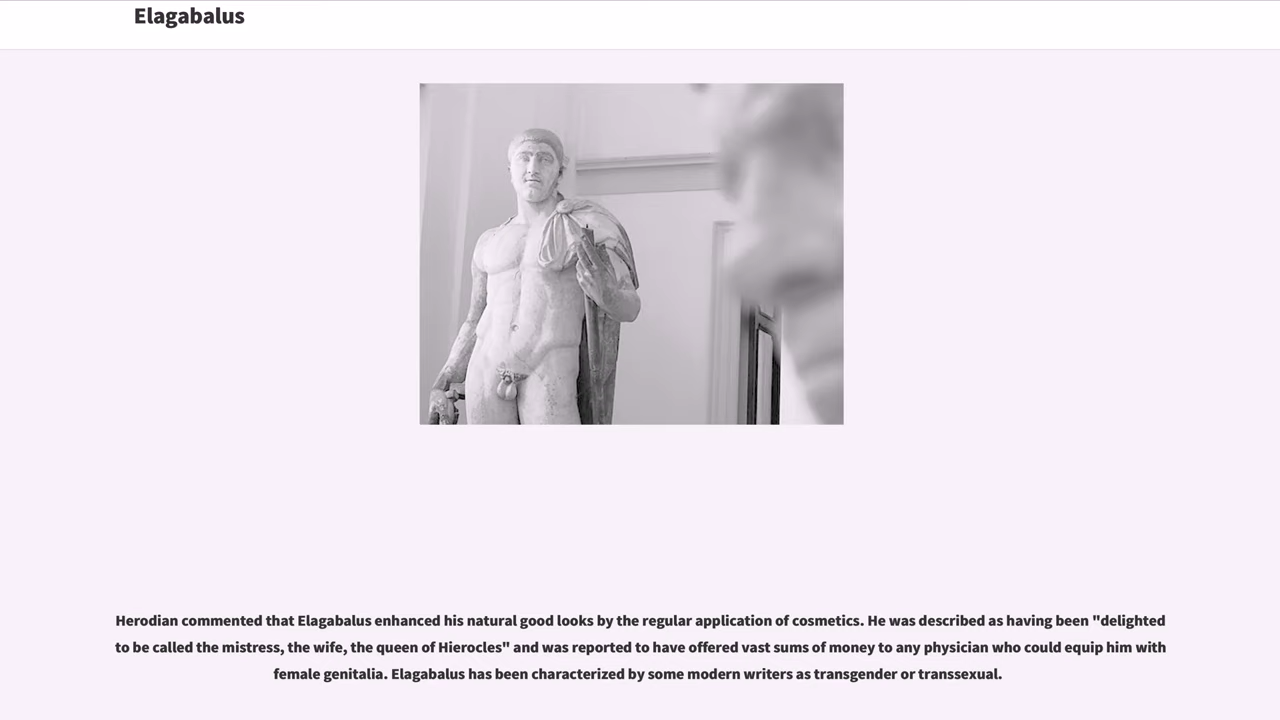 Elagabalus
Herodian commented that Elagabalus enhanced his natural good looks by the regular application of cosmetics. He was described as having been "delighted
to be called the mistress, the wife, the queen of Hierocles" and was reported to have offered vast sums of money to any physician who could equip him with
female genitalia. Elagabalus has been characterized by some modern writers as transgender or transsexual.